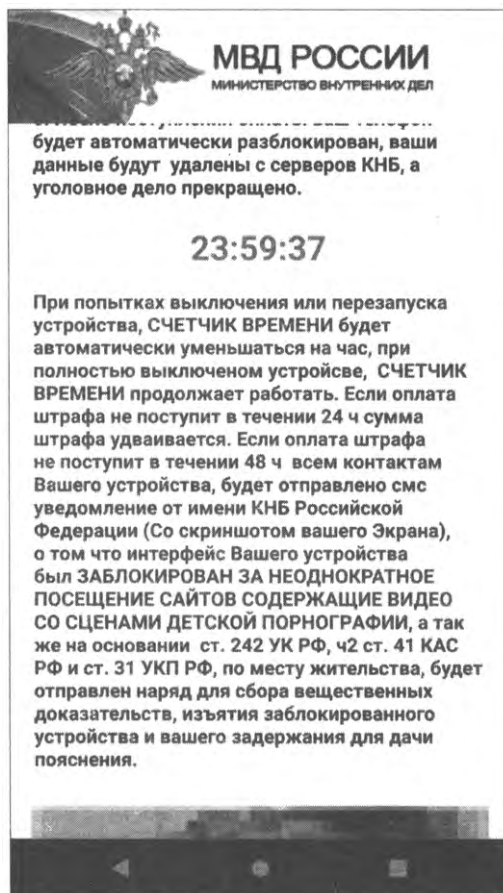 МВД РОССИИ
МИНИСТЕРСТВО ВНУТРЕННИХ ДЕЛ
будет автоматически разблокирован, ваши
данные будут удалены с серверов КНБ, а
уголовное дело прекращено.
23:59:37
При попытках выключения или перезапуска
устройства, СЧЕТЧИК ВРЕМЕНИ будет
автоматически уменьшаться на час, при
полностью выключеном устройсве, СЧЕТЧИК
ВРЕМЕНИ продолжает работать. Если оплата
штрафа не поступит в течении 24 ч сумма
штрафа удваивается. Если оплата штрафа
не поступит в течении 48 ч всем контактам
Вашего устройства, будет отправлено смс
уведомление от имени КНБ Российской
Федерации (Со скриншотом вашего Экрана),
о том что интерфейс Вашего устройства
был ЗАБЛОКИРОВАН ЗА НЕОДНОКРАТНОЕ
ПОСЕЩЕНИЕ САЙТОВ СОДЕРЖАЩИЕ ВИДЕО
СО СЦЕНАМИ ДЕТСКОЙ ПОРНОГРАФИИ, а так
же на основании ст. 242 УК РФ, ч2 ст. 41 КАС
РФ и ст. 31 УКП РФ, по месту жительства, будет
отправлен наряд для сбора вещественных
доказательств, изъятия заблокированного
устройства и вашего задержания для дачи
пояснения.